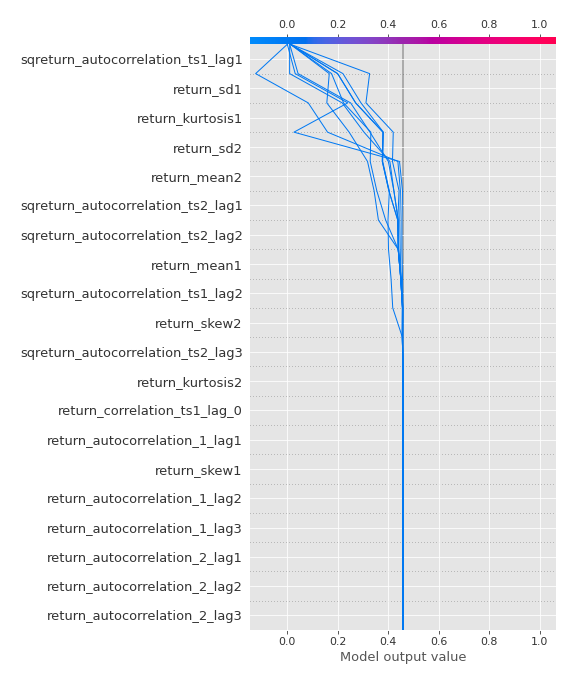 0.0 0.2 0.4 0.6 0.8 1.0
sqreturn_autocorrelation_ts1_lag1
return_sd1
return_kurtosis1
return_sd2
return_mean2
sqreturn_autocorrelation_ts2_lag1
sqreturn_autocorrelation_ts2_lag2
return_mean1
sqreturn_autocorrelation_ts1_lag2
return_skew2
sqreturn_autocorrelation_ts2_lag3
return_kurtosis2
return_correlation_ts1_lag_0
return_autocorrelation_1_lag1
return_skew1
return_autocorrelation_1_lag2
return_autocorrelation_1_lag3
return_autocorrelation_2_lag1
return_autocorrelation_2_lag2
return_autocorrelation_2_lag3
0.0 0.2 0.4 0.6 0.8 1.0
Model output value